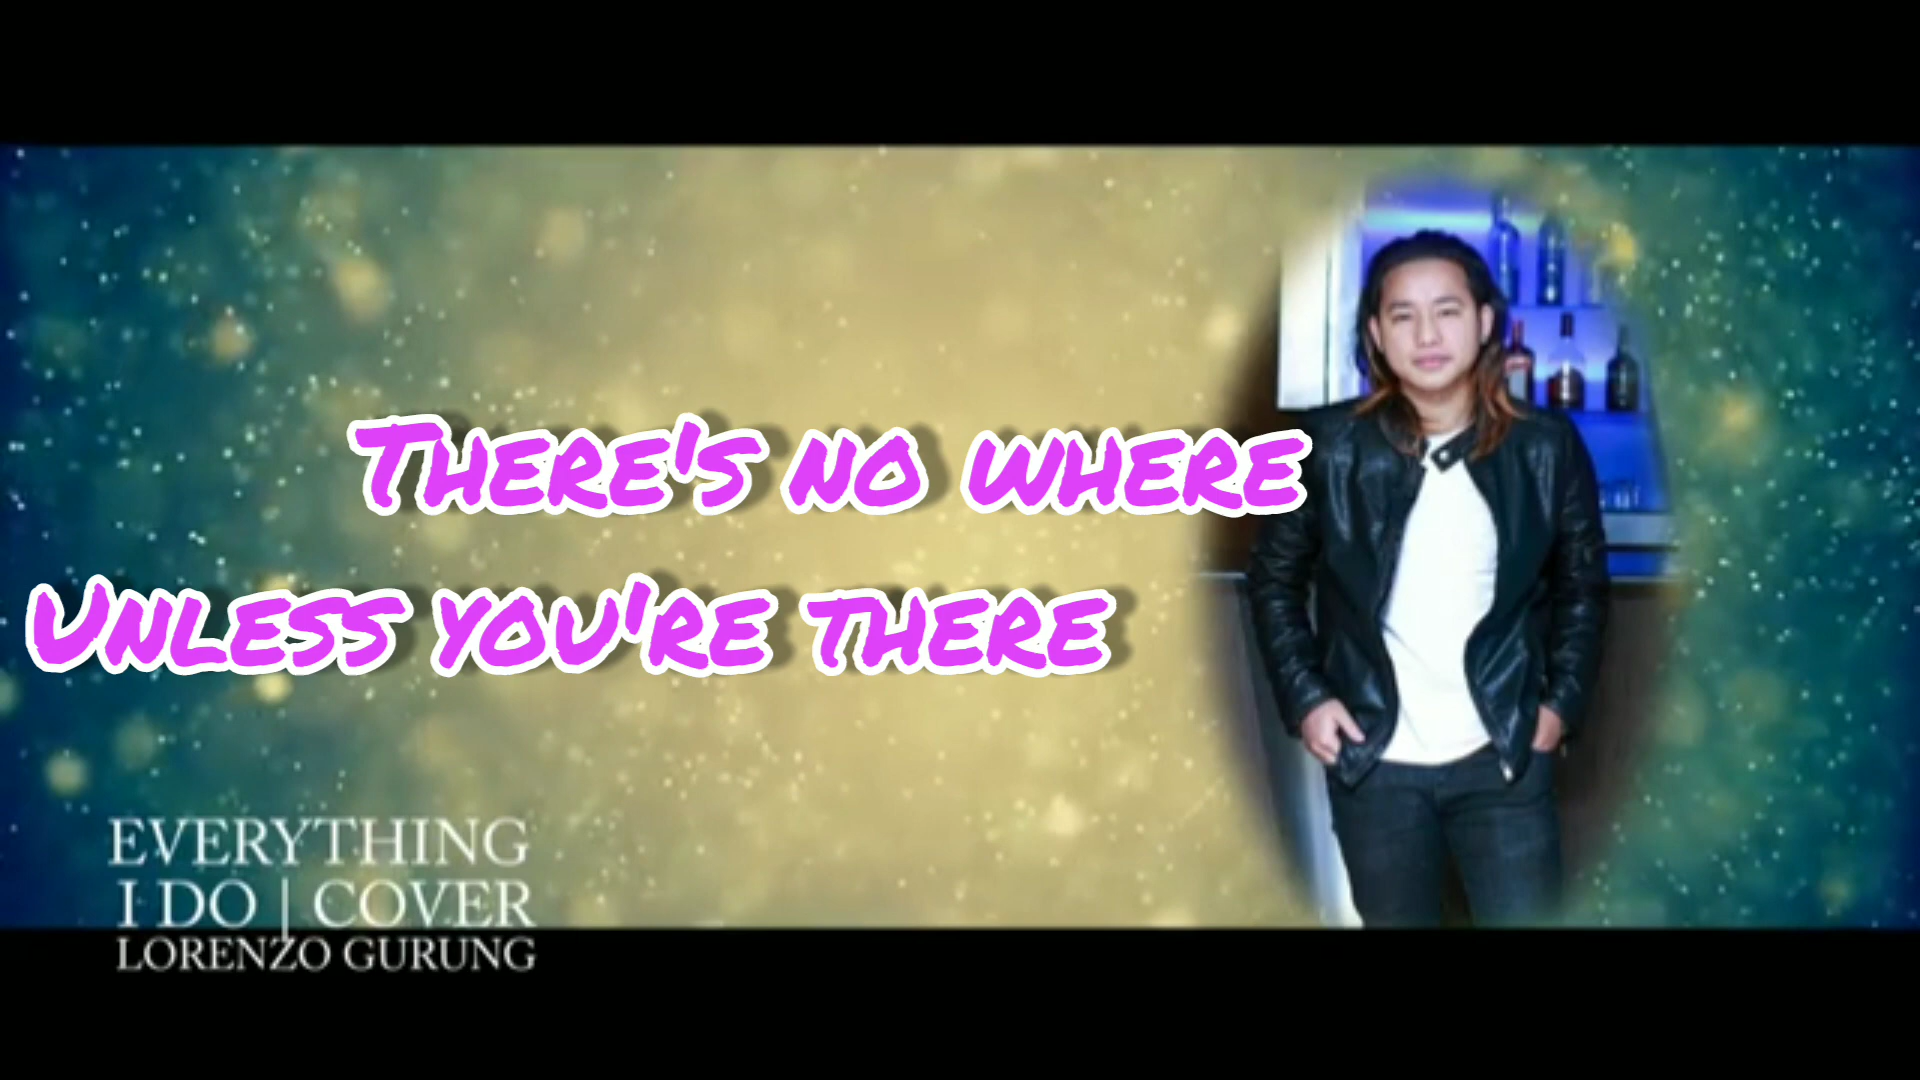 THERE'S NO WHERE
UNLESS YOU'RE THERE
EVERYTHING
I DO | COVER
LORENZO GURUNG